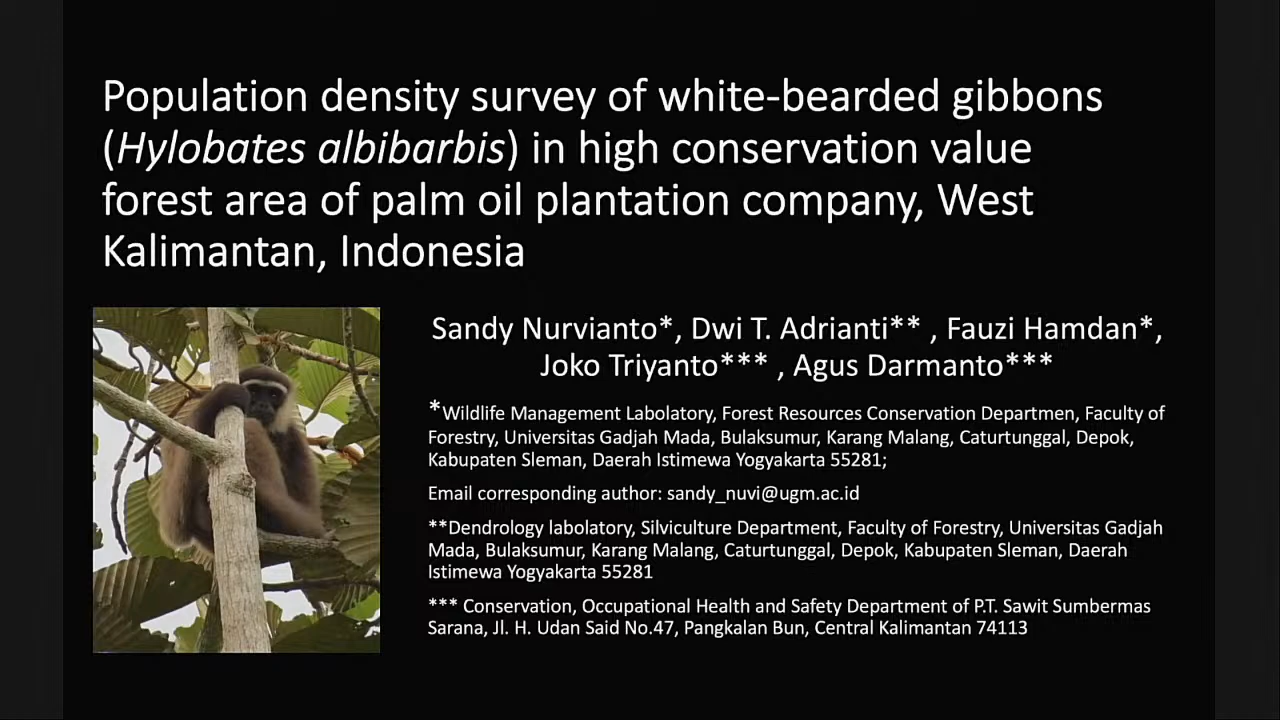 Population density survey of white-bearded gibbons
(Hylobates albibarbis) in high conservation value
forest area of palm oil plantation company, West
Kalimantan, Indonesia
Sandy Nurvianto*, Dwi T. Adrianti** , Fauzi Hamdan*,
Joko Triyanto*** , Agus Darmanto***
*Wildlife Management Labolatory, Forest Resources Conservation Departmen, Faculty of
Forestry, Universitas Gadjah Mada, Bulaksumur, Karang Malang, Caturtunggal, Depok,
Kabupaten Sleman, Daerah Istimewa Yogyakarta 55281;
Email corresponding author: sandy_nuvi@ugm.ac.id
**Dendrology labolatory, Silviculture Department, Faculty of Forestry, Universitas Gadjah
Mada, Bulaksumur, Karang Malang, Caturtunggal, Depok, Kabupaten Sleman, Daerah
Istimewa Yogyakarta 55281
*** Conservation, Occupational Health and Safety Department of P.T. Sawit Sumbermas
Sarana, Jl. H. Udan Said No.47, Pangkalan Bun, Central Kalimantan 74113